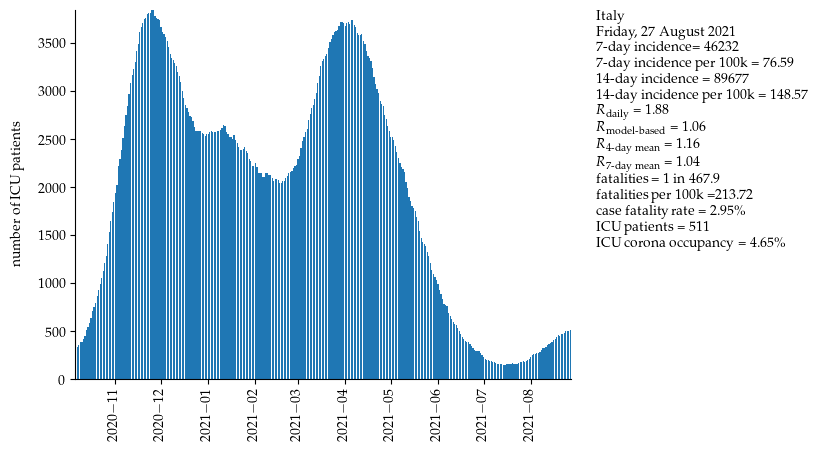 number of ICU patients
3500
3000
2500
2000
1500
1000
500
0
2020−11
2020−12
2021−01
2021−02
2021−03
2021−04
2021−05
2021−06
2021−07
2021−08
Italy
Friday, 27 August 2021
7-day incidence= 46232
7-day incidence per 100k = 76.59
14-day incidence = 89677
14-day incidence per 100k = 148.57
R daily = 1.88
R model-based = 1.06
R 4-day mean = 1.16
R 7-day mean = 1.04
fatalities = 1 in 467.9
fatalities per 100k =213.72
case fatality rate = 2.95%
ICU patients = 511
ICU corona occupancy = 4.65%